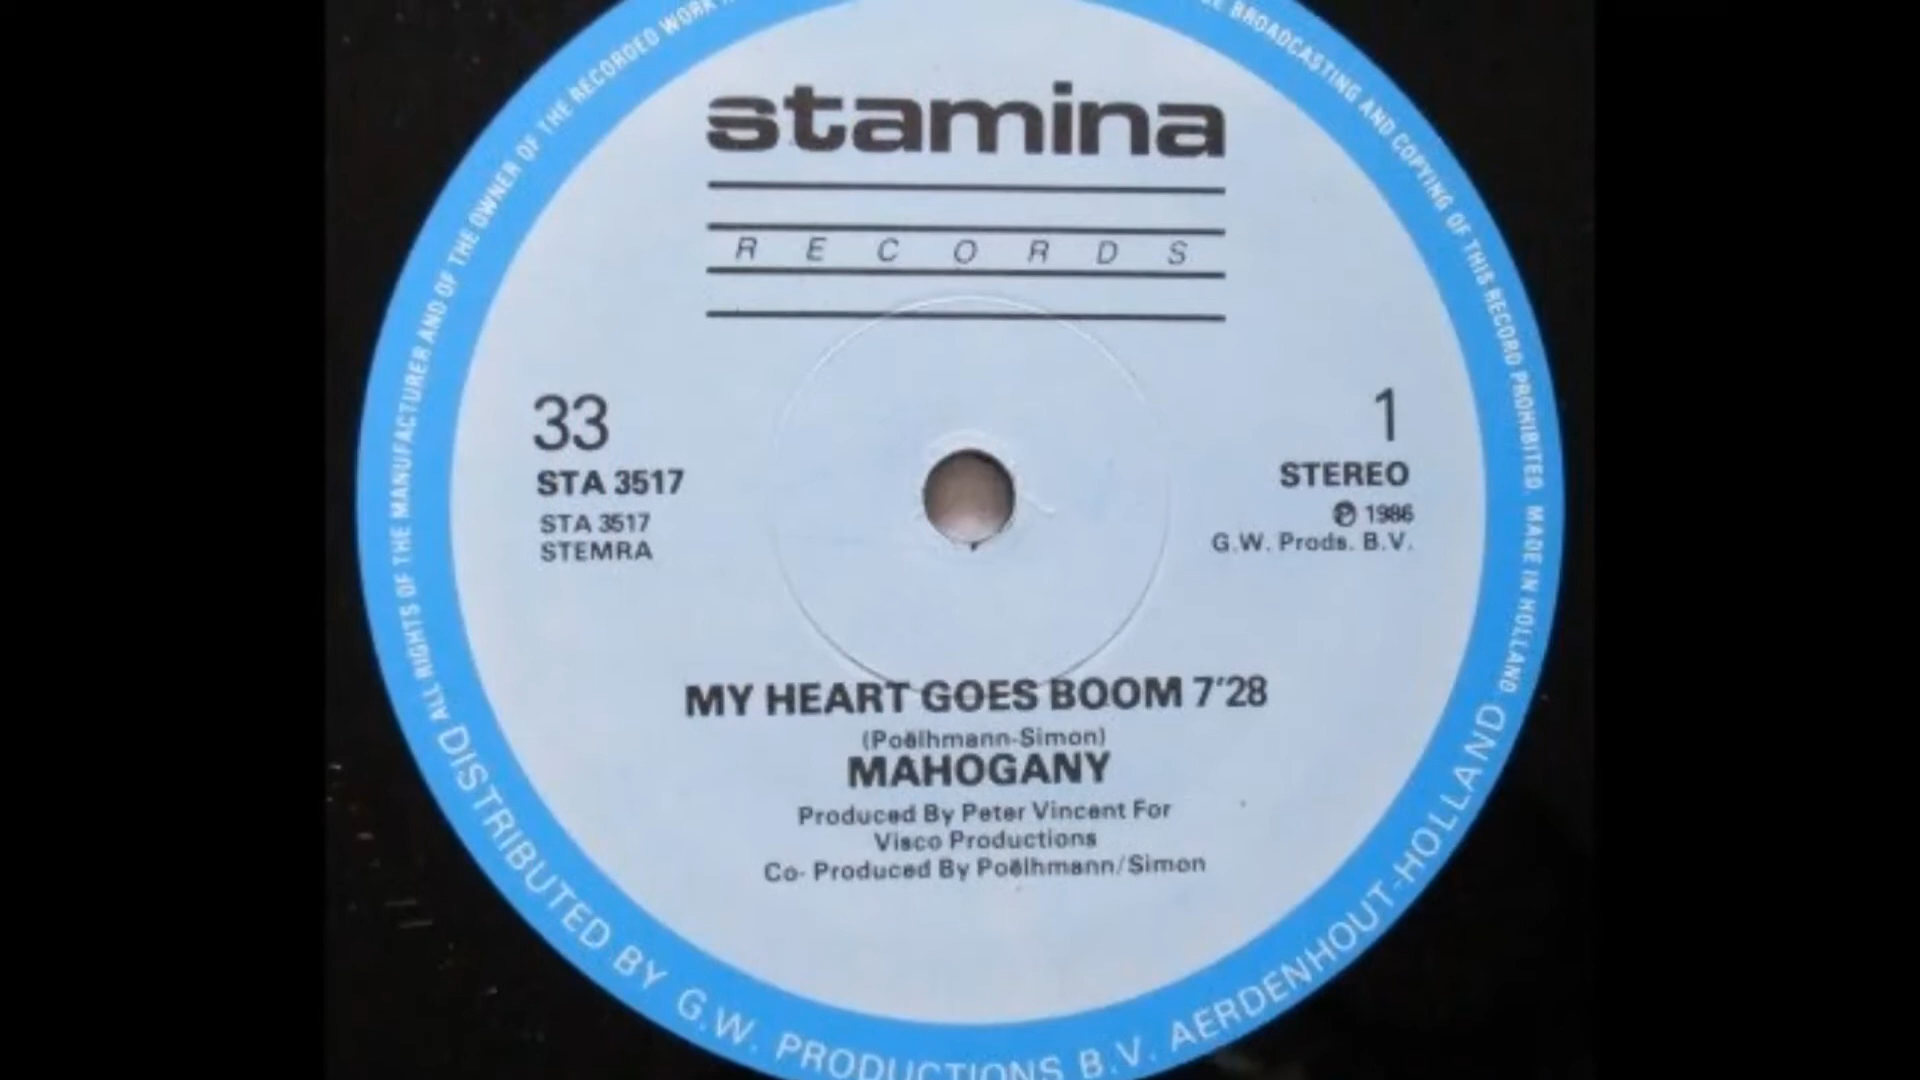 stamina
RECORDS
33
STA 3517
STA 3517
STEMRA
1
STEREO
℗ 1986
G.W. Prods. B.V.
MY HEART GOES BOOM 7'28
(Poëlhmann-Simon)
MAHOGANY
Produced By Peter Vincent For
Visco Productions
Co- Produced By Poëlhmann/Simon
ALL RIGHTS OF THE MANUFACTURER AND OF THE OWNER OF THE RECORDED WORK
BROADCASTING AND COPYING OF THIS RECORD PROHIBITED. MADE IN HOLLAND
DISTRIBUTED BY G.W. PRODUCTIONS B.V. AERDENHOUT-HOLLAND